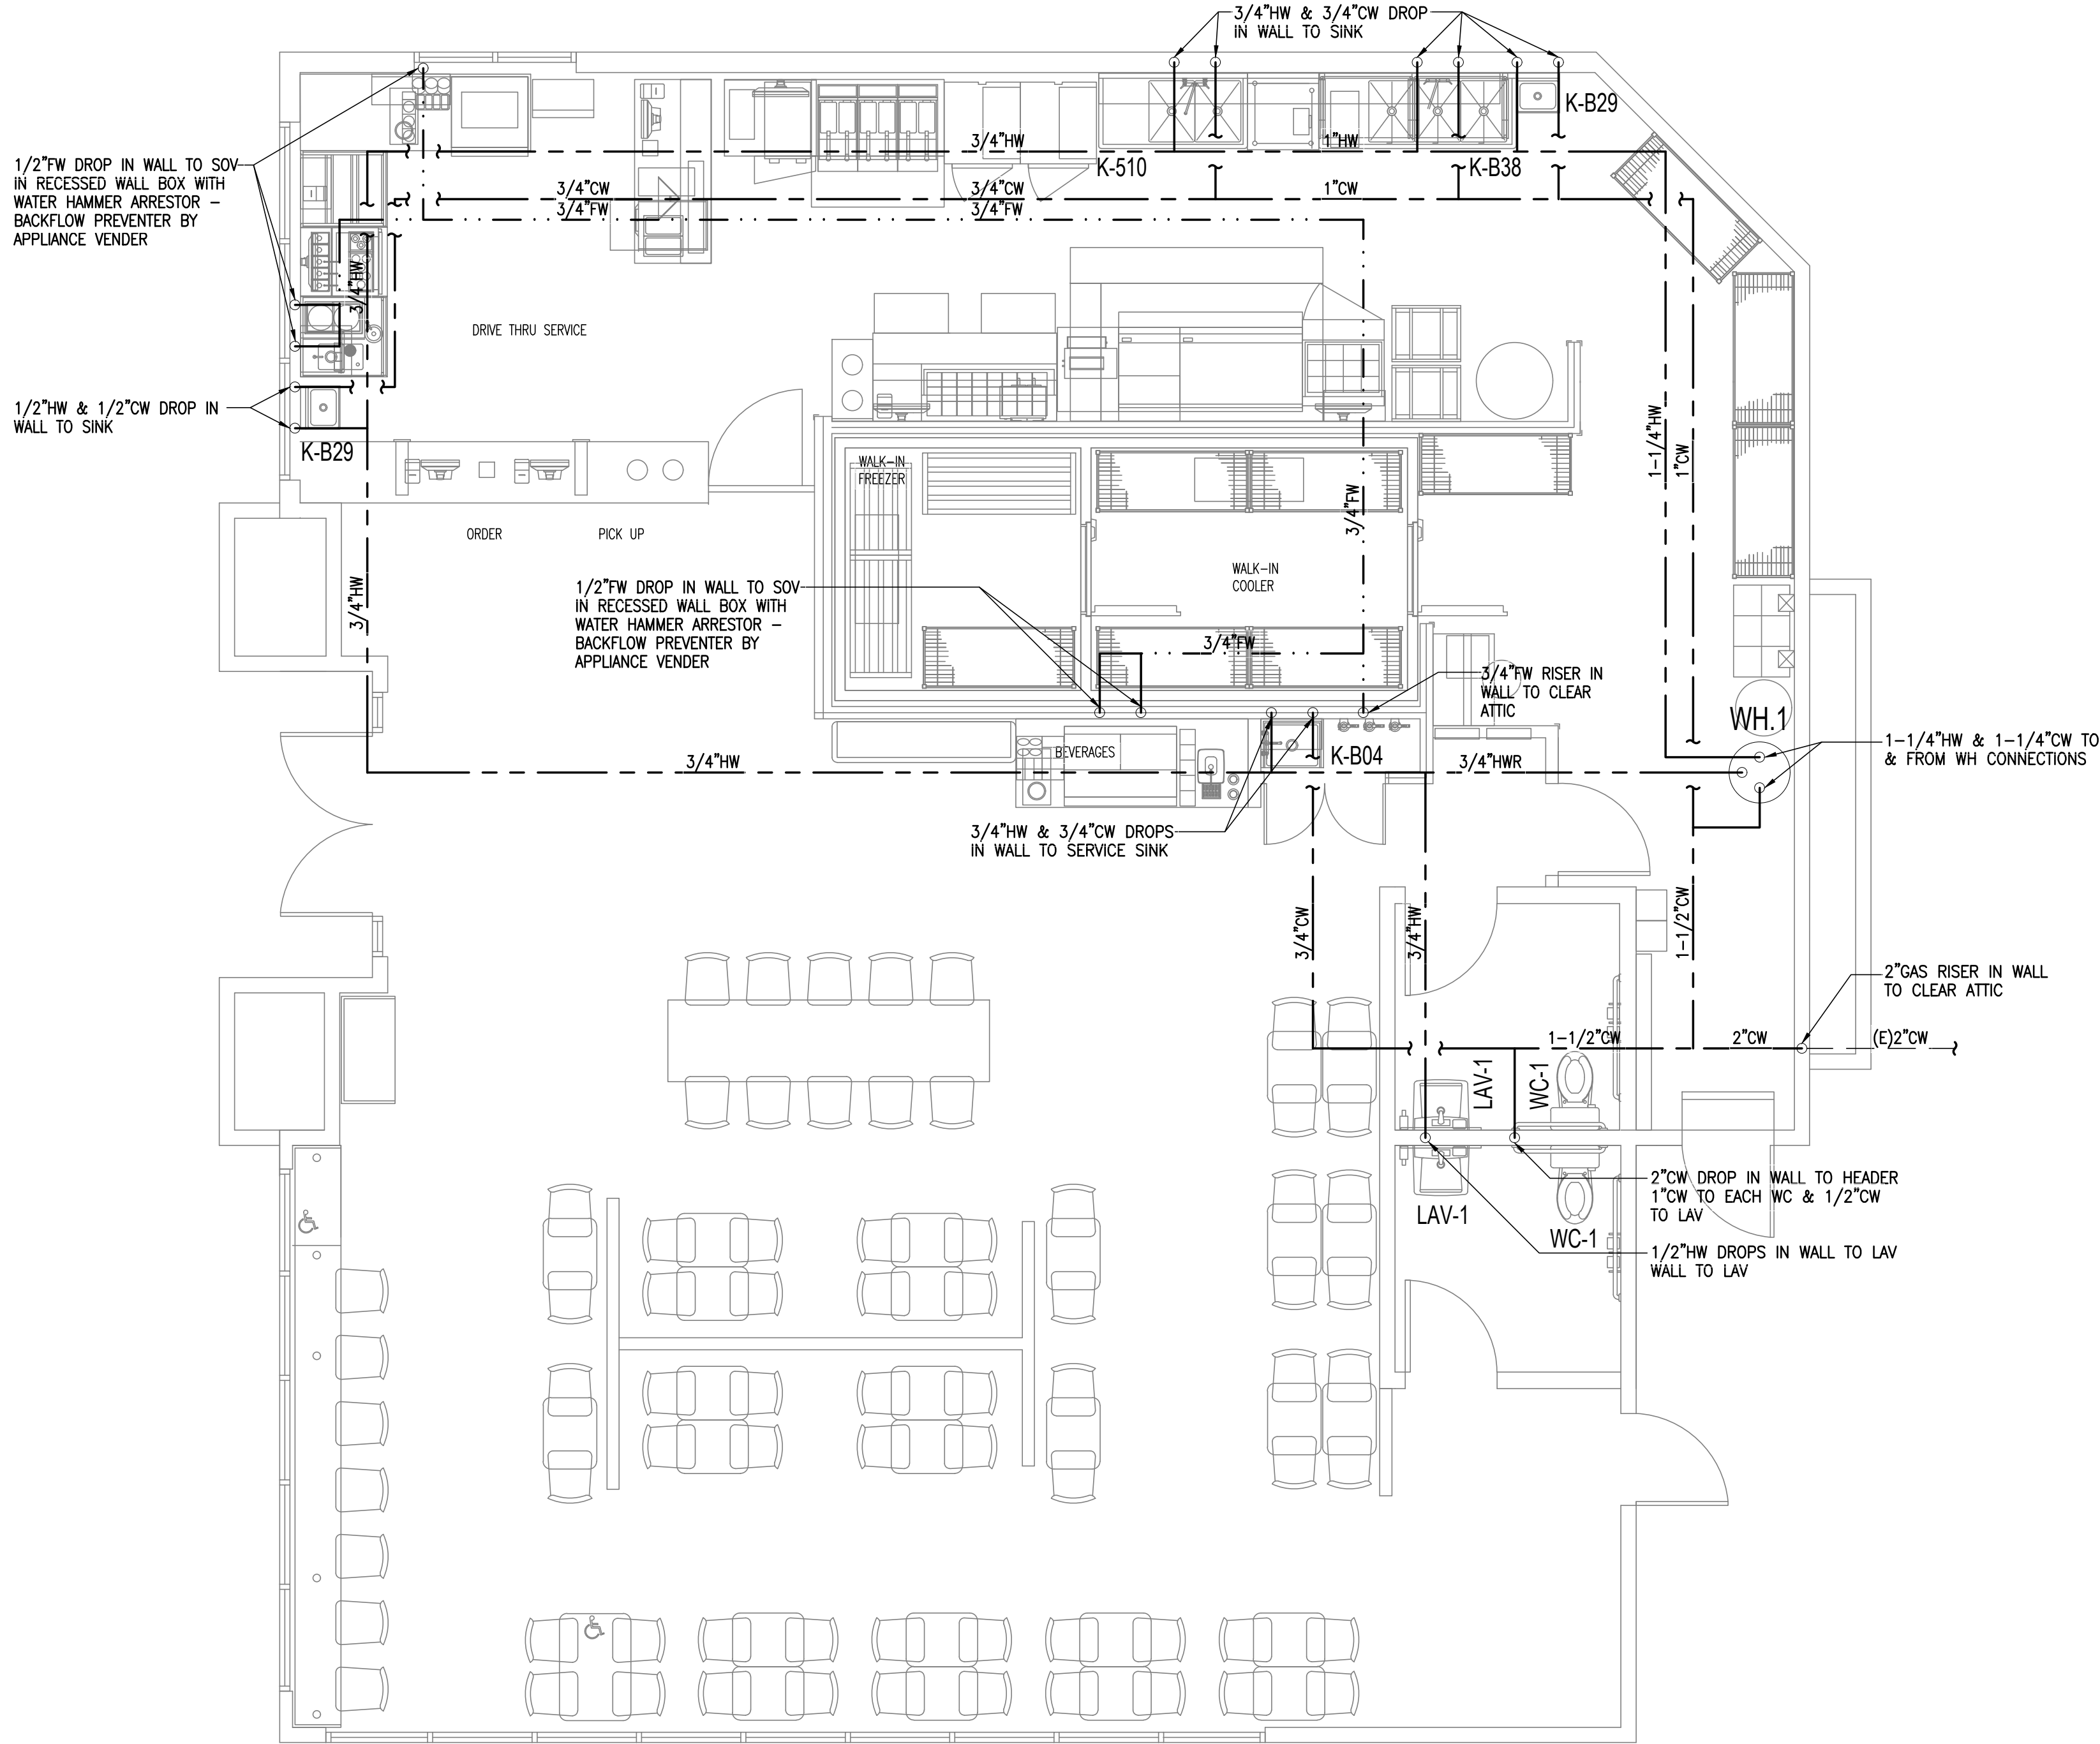 3/4"HW & 3/4"CW DROP
IN WALL TO SINK
K-B29
3/4"HW
1"HW
1/2"FW DROP IN WALL TO SOV
IN RECESSED WALL BOX WITH
WATER HAMMER ARRESTOR –
BACKFLOW PREVENTER BY
APPLIANCE VENDER
K-510
K-B38
3/4"CW
3/4"FW
3/4"CW
3/4"FW
1"CW
3/4"HW
DRIVE THRU SERVICE
1/2"HW & 1/2"CW DROP IN
WALL TO SINK
K-B29
WALK-IN
FREEZER
1-1/4"HW
1"CW
3/4"FW
ORDER
PICK UP
WALK-IN
COOLER
3/4"HW
1/2"FW DROP IN WALL TO SOV
IN RECESSED WALL BOX WITH
WATER HAMMER ARRESTOR –
BACKFLOW PREVENTER BY
APPLIANCE VENDER
3/4"FW
3/4"FW RISER IN
WALL TO CLEAR
ATTIC
WH.1
BEVERAGES
K-B04
1-1/4"HW & 1-1/4"CW TO
& FROM WH CONNECTIONS
3/4"HW
3/4"HWR
3/4"HW & 3/4"CW DROPS
IN WALL TO SERVICE SINK
3/4"CW
3/4"HW
1-1/2"CW
2"GAS RISER IN WALL
TO CLEAR ATTIC
1-1/2"CW
2"CW
(E)2"CW
LAV-1
WC-1
2"CW DROP IN WALL TO HEADER
1"CW TO EACH WC & 1/2"CW
TO LAV
LAV-1
WC-1
1/2"HW DROPS IN WALL TO LAV
WALL TO LAV